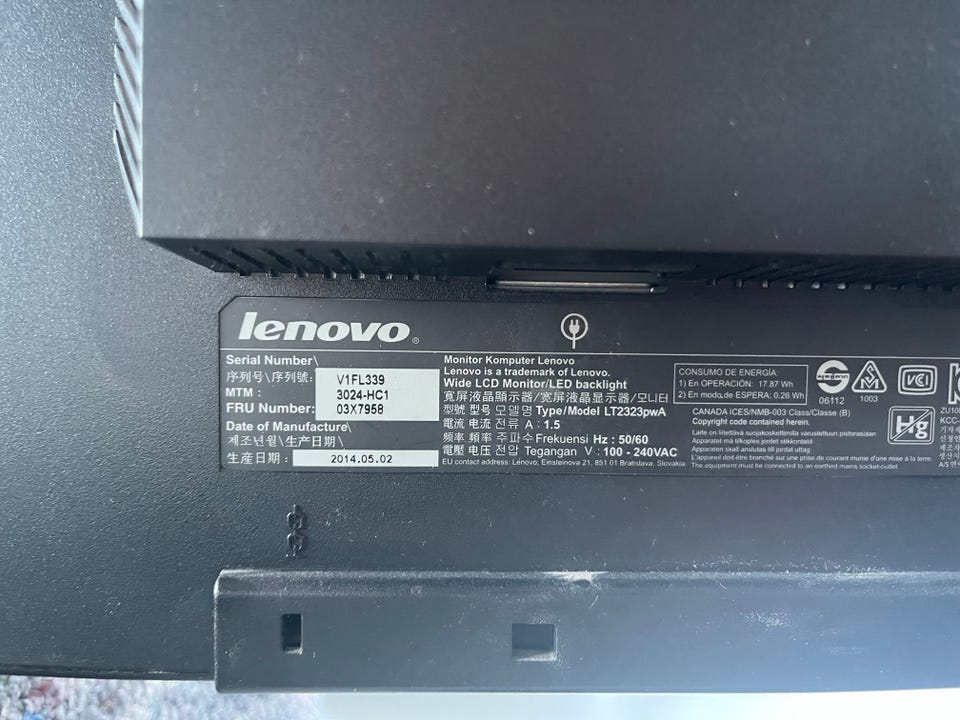 lenovo®
Serial Number\
序列号\序列號:
V1FL339
MTM :
3024-HC1
FRU Number:
03X7958
Date of Manufacture\
제조년월\生产日期\
生産日期 :
2014.05.02
Monitor Komputer Lenovo
Lenovo is a trademark of Lenovo.
Wide LCD Monitor/LED backlight
寬屏液晶顯示器/宽屏液晶显示器/모니터
型號 型号 모델명 Type/Model LT2323pwA
電流 电流 전류 A : 1.5
頻率 频率 주파수 Frekuensi Hz : 50/60
電壓 电压 전압 Tegangan V : 100 - 240VAC
EU contact address: Lenovo, Einsteinova 21, 851 01 Bratislava, Slovakia
CONSUMO DE ENERGÍA:
1) En OPERACIÓN: 17.87 Wh
2) En modo de ESPERA: 0.26 Wh
CANADA ICES/NMB-003 Class/Classe (B)
Copyright code contained herein.
Laite on liitettävä suojakoskettimilla varustettuun pistorasiaan
Apparatet må tilkoples jordet stikkontakt
Apparaten skall anslutas till jordat uttag
L'appareil doit être branché sur une prise de courant munie d'une mise à la terre.
The equipment must be connected to an earthed mains socket-outlet.
06112
1003
VCI
Hg
ZU10
KCC-